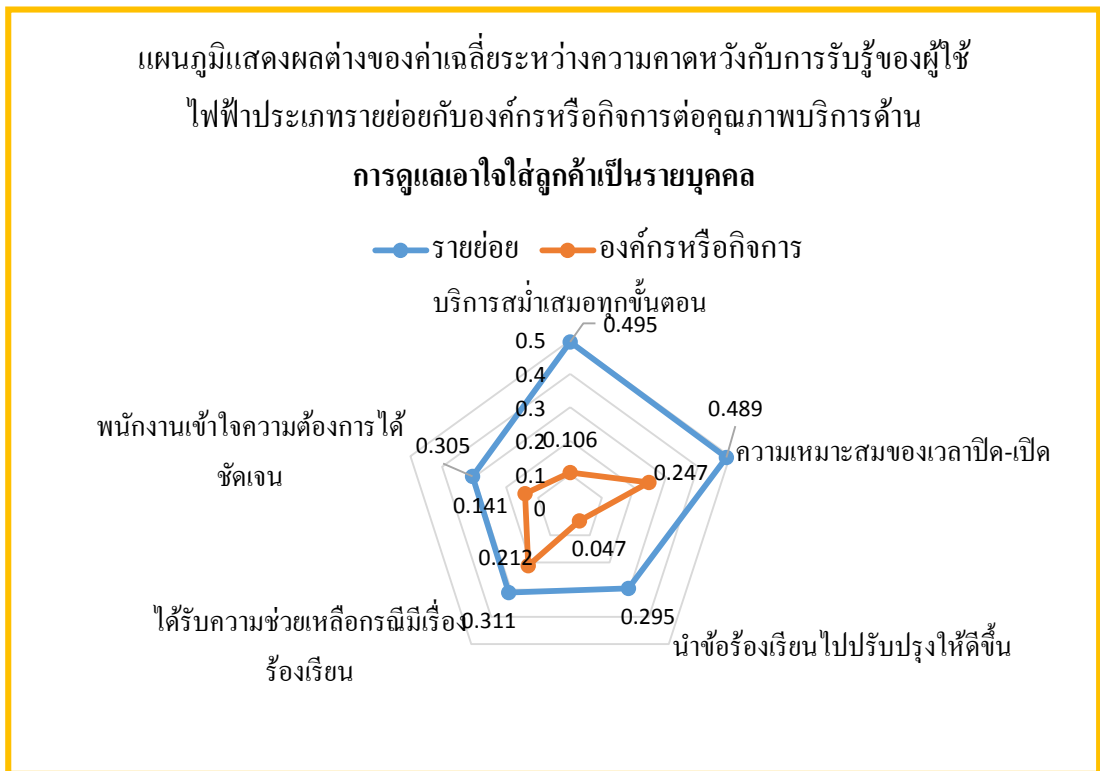 แผนภูมิแสดงผลต่างของค่าเฉลี่ยระหว่างความคาดหวังกับการรับรู้ของผู้ใช้
ไฟฟ้าประเภทรายย่อยกับองค์กรหรือกิจการต่อคุณภาพบริการด้าน
การดูแลเอาใจใส่ลูกค้าเป็นรายบุคคล
รายย่อย องค์กรหรือกิจการ
บริการสม่ำเสมอทุกขั้นตอน
0.495
0.5
0.4
0.3
0.2
0.1
0
0.106
0.489
ความเหมาะสมของเวลาปิด-เปิด
0.247
พนักงานเข้าใจความต้องการได้
ชัดเจน
0.305
0.141
0.047
0.212
0.295
นำข้อร้องเรียนไปปรับปรุงให้ดีขึ้น
ได้รับความช่วยเหลือกรณีมีเรื่อง
ร้องเรียน
0.311